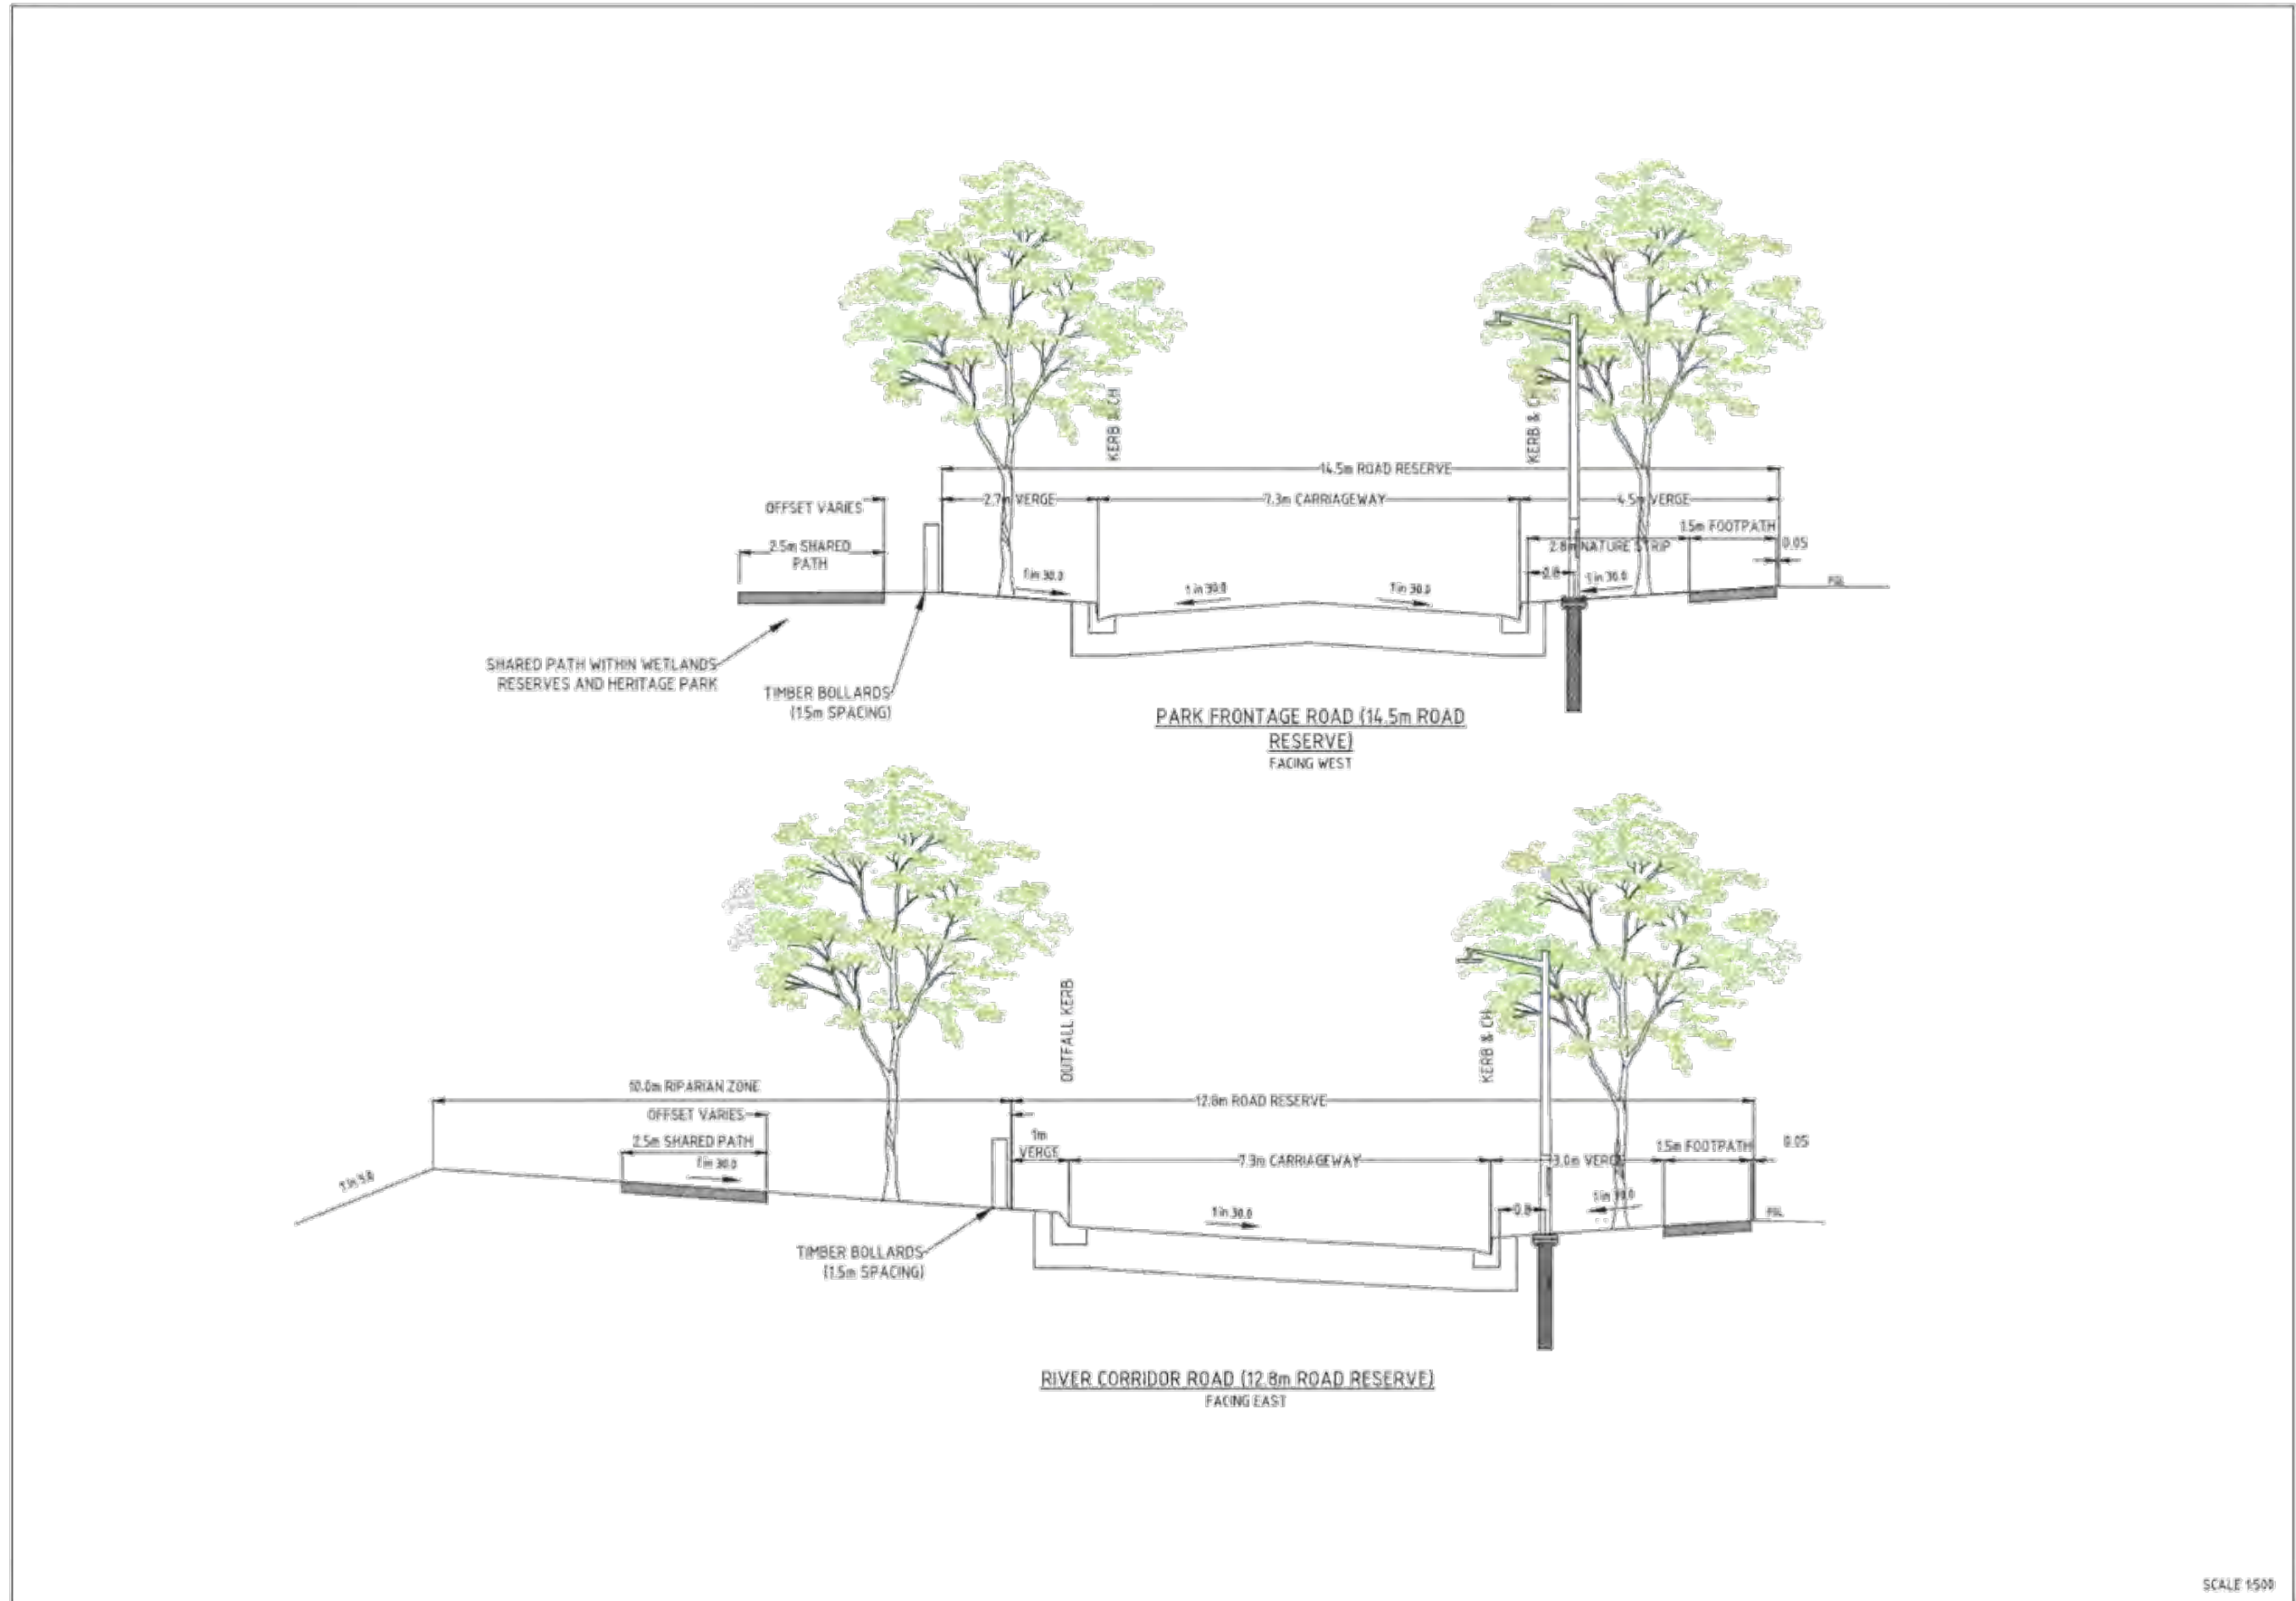 KERB & CH
KERB & CH
14.5m ROAD RESERVE
OFFSET VARIES
2.7m VERGE
7.3m CARRIAGEWAY
4.5m VERGE
1.5m FOOTPATH
2.5m SHARED
PATH
2.8m NATURE STRIP
0.05
0.8
1 in 30.0
1 in 30.0
1 in 30.0
1 in 30.0
PGL
SHARED PATH WITHIN WETLANDS
RESERVES AND HERITAGE PARK
TIMBER BOLLARDS
(1.5m SPACING)
PARK FRONTAGE ROAD (14.5m ROAD
RESERVE)
FACING WEST
OUTFALL KERB
KERB & CH
10.0m RIPARIAN ZONE
12.8m ROAD RESERVE
OFFSET VARIES
2.5m SHARED PATH
1 in 30.0
1m
VERGE
7.3m CARRIAGEWAY
3.0m VERGE
1.5m FOOTPATH
0.05
1 in 5.0
1 in 30.0
0.8
1 in 30.0
PGL
TIMBER BOLLARDS
(1.5m SPACING)
RIVER CORRIDOR ROAD (12.8m ROAD RESERVE)
FACING EAST
SCALE 1:500